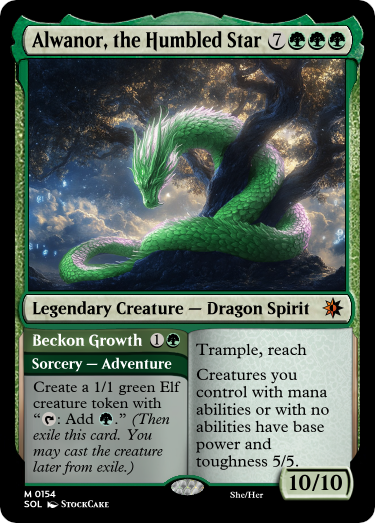 Alwanor, the Humbled Star 7
Legendary Creature — Dragon Spirit
Beckon Growth 1
Sorcery — Adventure
Create a 1/1 green Elf
creature token with
“: Add .” (Then
exile this card. You
may cast the creature
later from exile.)
Trample, reach
Creatures you
control with mana
abilities or with no
abilities have base
power and
toughness 5/5.
10/10
M 0154
SOL StockCake
She/Her